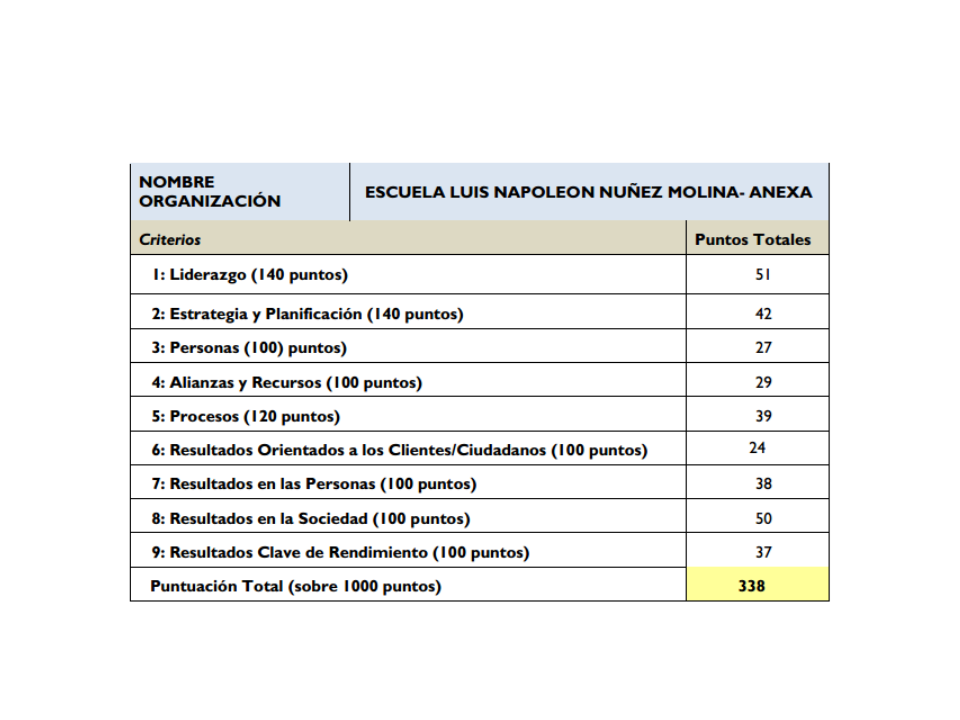 NOMBRE
ORGANIZACIÓN
ESCUELA LUIS NAPOLEON NUÑEZ MOLINA- ANEXA
Criterios Puntos Totales
1: Liderazgo (140 puntos) 51
2: Estrategia y Planificación (140 puntos) 42
3: Personas (100) puntos) 27
4: Alianzas y Recursos (100 puntos) 29
5: Procesos (120 puntos) 39
6: Resultados Orientados a los Clientes/Ciudadanos (100 puntos) 24
7: Resultados en las Personas (100 puntos) 38
8: Resultados en la Sociedad (100 puntos) 50
9: Resultados Clave de Rendimiento (100 puntos) 37
Puntuación Total (sobre 1000 puntos) 338